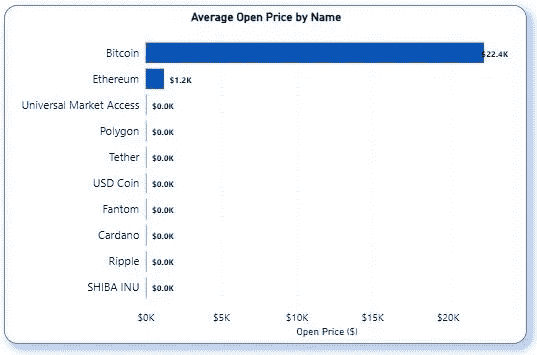 Average Open Price by Name
Bitcoin $22.4K
Ethereum $1.2K
Universal Market Access $0.0K
Polygon $0.0K
Tether $0.0K
USD Coin $0.0K
Fantom $0.0K
Cardano $0.0K
Ripple $0.0K
SHIBA INU $0.0K
$0K $5K $10K $15K $20K
Open Price ($)